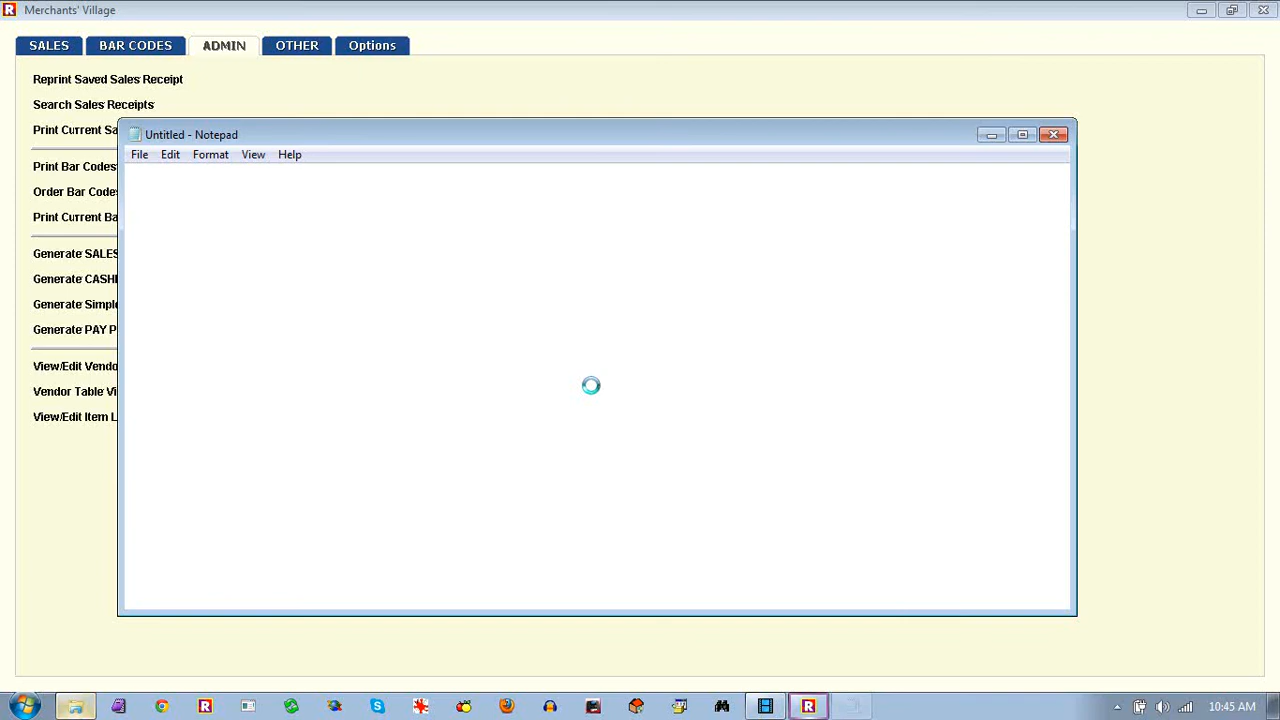 Merchants' Village
SALES BAR CODES ADMIN OTHER Options
Reprint Saved Sales Receipt
Search Sales Receipts
Print Current Sa
Untitled - Notepad
File Edit Format View Help
Print Bar Codes
Order Bar Code
Print Current Ba
Generate SALES
Generate CASH
Generate Simple
Generate PAY P
View/Edit Vendo
Vendor Table Vi
View/Edit Item L
10:45 AM